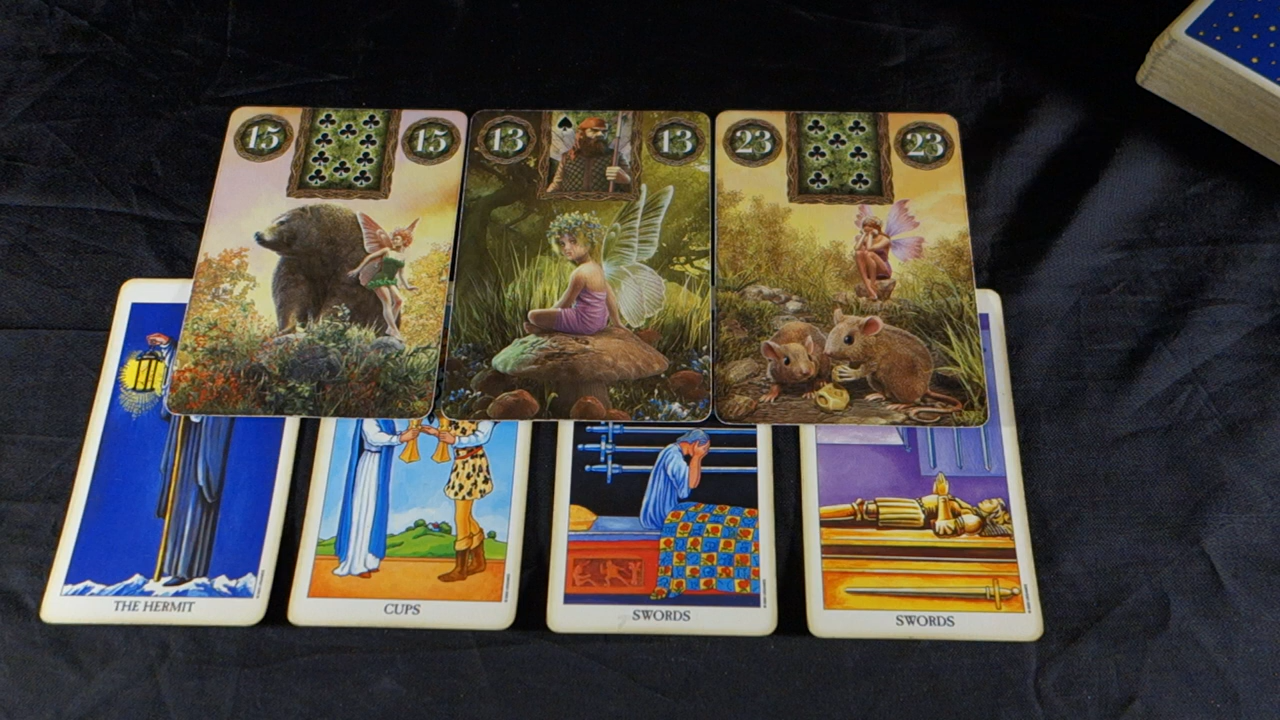 15 15
13 13
23 23
THE HERMIT
CUPS
SWORDS
SWORDS